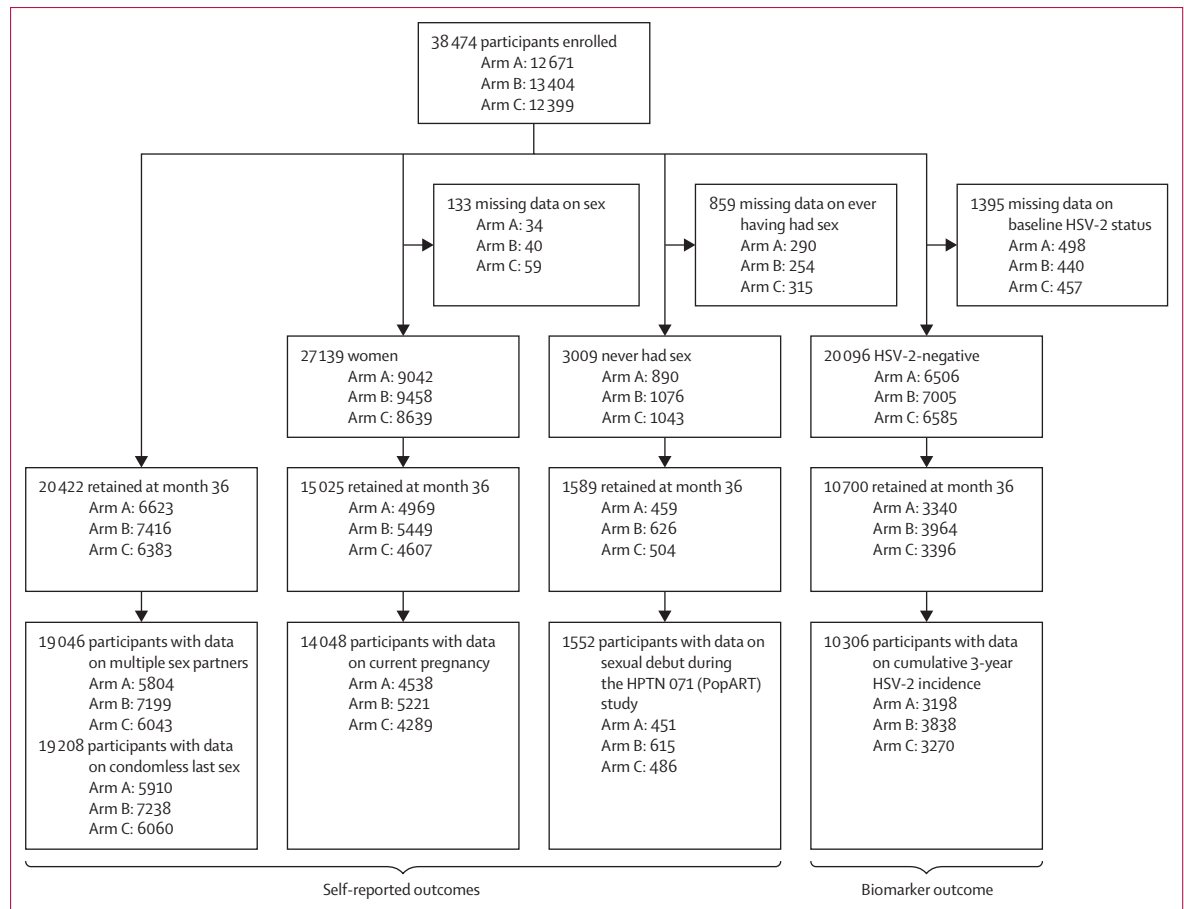 38 474 participants enrolled
Arm A: 12 671
Arm B: 13 404
Arm C: 12 399
133 missing data on sex
Arm A: 34
Arm B: 40
Arm C: 59
859 missing data on ever
having had sex
Arm A: 290
Arm B: 254
Arm C: 315
1395 missing data on
baseline HSV-2 status
Arm A: 498
Arm B: 440
Arm C: 457
27 139 women
Arm A: 9042
Arm B: 9458
Arm C: 8639
3009 never had sex
Arm A: 890
Arm B: 1076
Arm C: 1043
20 096 HSV-2-negative
Arm A: 6506
Arm B: 7005
Arm C: 6585
20 422 retained at month 36
Arm A: 6623
Arm B: 7416
Arm C: 6383
15 025 retained at month 36
Arm A: 4969
Arm B: 5449
Arm C: 4607
1589 retained at month 36
Arm A: 459
Arm B: 626
Arm C: 504
10 700 retained at month 36
Arm A: 3340
Arm B: 3964
Arm C: 3396
19 046 participants with data
on multiple sex partners
Arm A: 5804
Arm B: 7199
Arm C: 6043
19 208 participants with data
on condomless last sex
Arm A: 5910
Arm B: 7238
Arm C: 6060
14 048 participants with data
on current pregnancy
Arm A: 4538
Arm B: 5221
Arm C: 4289
1552 participants with data on
sexual debut during
the HPTN 071 (PopART)
study
Arm A: 451
Arm B: 615
Arm C: 486
10 306 participants with data
on cumulative 3-year
HSV-2 incidence
Arm A: 3198
Arm B: 3838
Arm C: 3270
Self-reported outcomes
Biomarker outcome